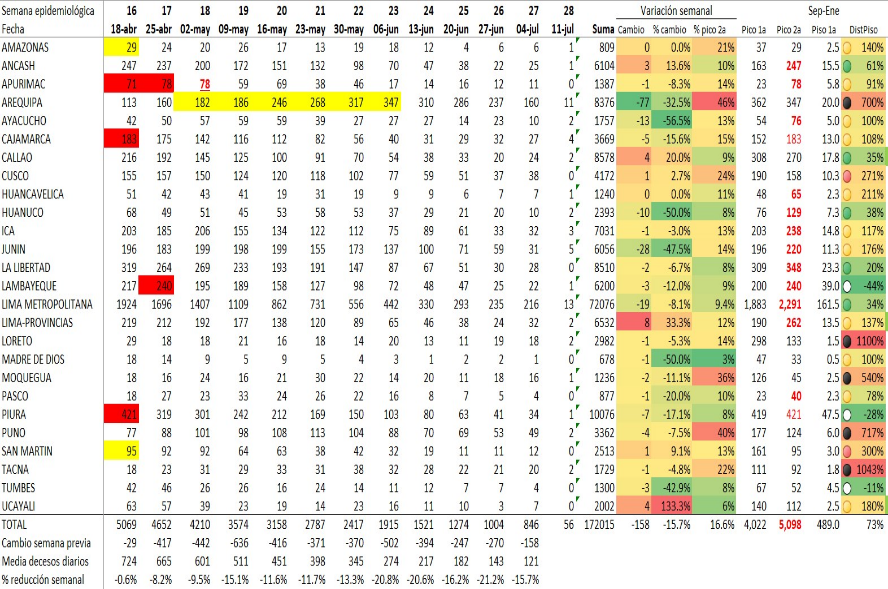 Semana epidemiológica 16 17 18 19 20 21 22 23 24 25 26 27 28 Variación semanal Sep-Ene
Fecha 18-abr 25-abr 02-may 09-may 16-may 23-may 30-may 06-jun 13-jun 20-jun 27-jun 04-jul 11-jul Suma Cambio % cambio % pico 2a Pico 1a Pico 2a Piso 1a DistPiso
AMAZONAS 29 24 20 26 17 13 19 18 12 4 6 6 1 809 0 0.0% 21% 37 29 2.5 140%
ANCASH 247 237 200 172 151 132 98 70 47 38 22 25 1 6104 3 13.6% 10% 163 247 15.5 61%
APURIMAC 71 78 78 59 69 38 46 17 14 16 12 11 0 1387 -1 -8.3% 14% 23 78 5.8 91%
AREQUIPA 113 160 182 186 246 268 317 347 310 286 237 160 11 8376 -77 -32.5% 46% 362 347 20.0 700%
AYACUCHO 42 50 57 59 59 39 27 27 27 14 23 10 2 1757 -13 -56.5% 13% 54 76 5.0 100%
CAJAMARCA 183 175 142 116 112 82 56 40 31 29 32 27 4 3669 -5 -15.6% 15% 152 183 13.0 108%
CALLAO 216 192 145 125 100 91 70 54 38 33 20 24 2 8578 4 20.0% 9% 308 270 17.8 35%
CUSCO 155 157 150 124 120 118 102 77 59 51 37 38 0 4172 1 2.7% 24% 190 158 10.3 271%
HUANCAVELICA 51 42 43 41 19 31 19 9 9 6 7 7 1 1240 0 0.0% 11% 48 65 2.3 211%
HUANUCO 68 49 51 45 53 58 53 37 29 21 20 10 2 2393 -10 -50.0% 8% 76 129 7.3 38%
ICA 203 185 206 155 134 122 112 75 89 61 33 32 3 7031 -1 -3.0% 13% 203 238 14.8 117%
JUNIN 196 183 199 198 199 155 173 137 100 71 59 31 5 6056 -28 -47.5% 14% 196 220 11.3 176%
LA LIBERTAD 319 264 269 233 193 191 147 87 67 51 30 28 0 8510 -2 -6.7% 8% 309 348 23.3 20%
LAMBAYEQUE 217 240 195 189 158 127 98 72 48 47 25 22 1 6200 -3 -12.0% 9% 200 240 39.0 -44%
LIMA METROPOLITANA 1924 1696 1407 1109 862 731 556 442 330 293 235 216 13 72076 -19 -8.1% 9.4% 1,883 2,291 161.5 34%
LIMA-PROVINCIAS 219 212 192 177 138 120 89 65 46 38 24 32 2 6532 8 33.3% 12% 190 262 13.5 137%
LORETO 29 18 18 21 16 18 14 20 13 11 19 18 2 2982 -1 -5.3% 14% 298 133 1.5 1100%
MADRE DE DIOS 18 14 9 5 9 5 4 3 1 2 2 1 0 678 -1 -50.0% 3% 47 33 0.5 100%
MOQUEGUA 18 16 24 16 21 30 22 14 20 11 18 16 1 1236 -2 -11.1% 36% 126 45 2.5 540%
PASCO 18 27 23 33 24 26 22 16 8 7 5 4 0 877 -1 -20.0% 10% 23 40 2.3 78%
PIURA 421 319 301 242 212 169 150 103 80 63 41 34 1 10076 -7 -17.1% 8% 419 421 47.5 -28%
PUNO 77 88 101 98 108 113 104 88 70 69 53 49 2 3362 -4 -7.5% 40% 177 124 6.0 717%
SAN MARTIN 95 92 92 64 63 38 42 32 19 11 11 12 0 2513 1 9.1% 13% 161 95 3.0 300%
TACNA 18 23 31 29 33 31 38 32 28 22 21 20 2 1729 -1 -4.8% 22% 111 92 1.8 1043%
TUMBES 42 46 26 26 16 24 14 11 12 7 7 4 0 1300 -3 -42.9% 8% 67 52 4.5 -11%
UCAYALI 63 57 39 23 19 14 23 16 11 10 3 7 0 2002 4 133.3% 6% 140 112 2.5 180%
TOTAL 5069 4652 4210 3574 3158 2787 2417 1915 1521 1274 1004 846 56 172015 -158 -15.7% 16.6% 4,022 5,098 489.0 73%
Cambio semana previa -29 -417 -442 -636 -416 -371 -370 -502 -394 -247 -270 -158
Media decesos diarios 724 665 601 511 451 398 345 274 217 182 143 121
% reducción semanal -0.6% -8.2% -9.5% -15.1% -11.6% -11.7% -13.3% -20.8% -20.6% -16.2% -21.2% -15.7%